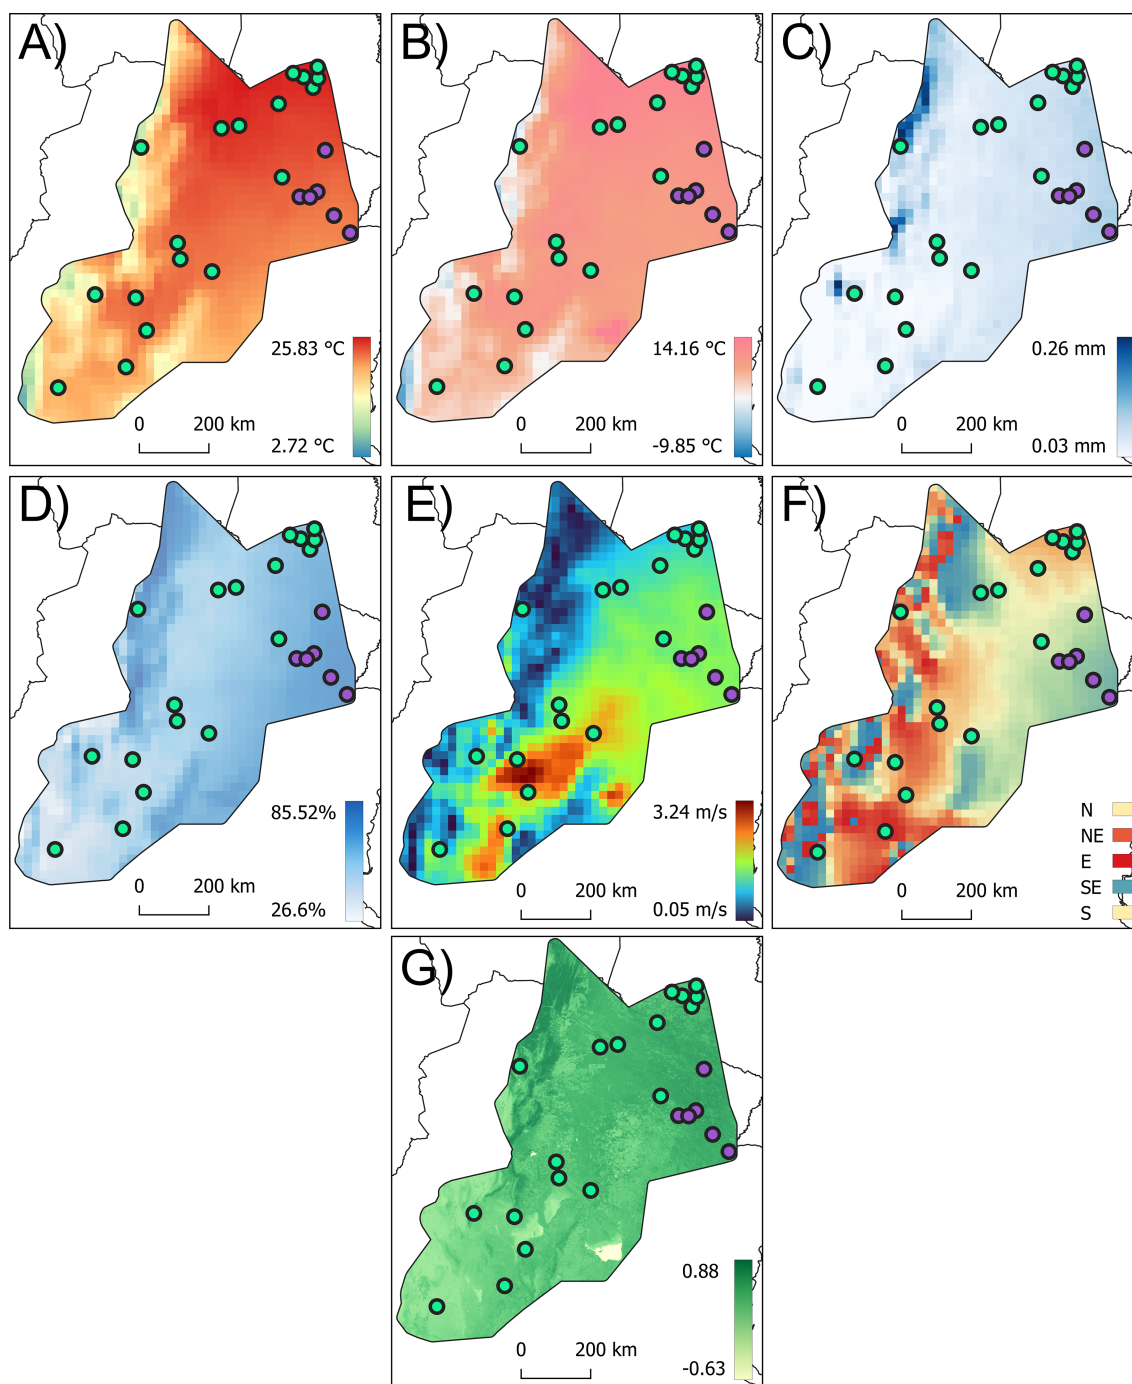 A)
25.83 °C
2.72 °C
0 200 km
B)
14.16 °C
-9.85 °C
0 200 km
C)
0.26 mm
0.03 mm
0 200 km
D)
85.52%
26.6%
0 200 km
E)
3.24 m/s
0.05 m/s
0 200 km
F)
N
NE
E
SE
S
0 200 km
G)
0.88
-0.63
0 200 km